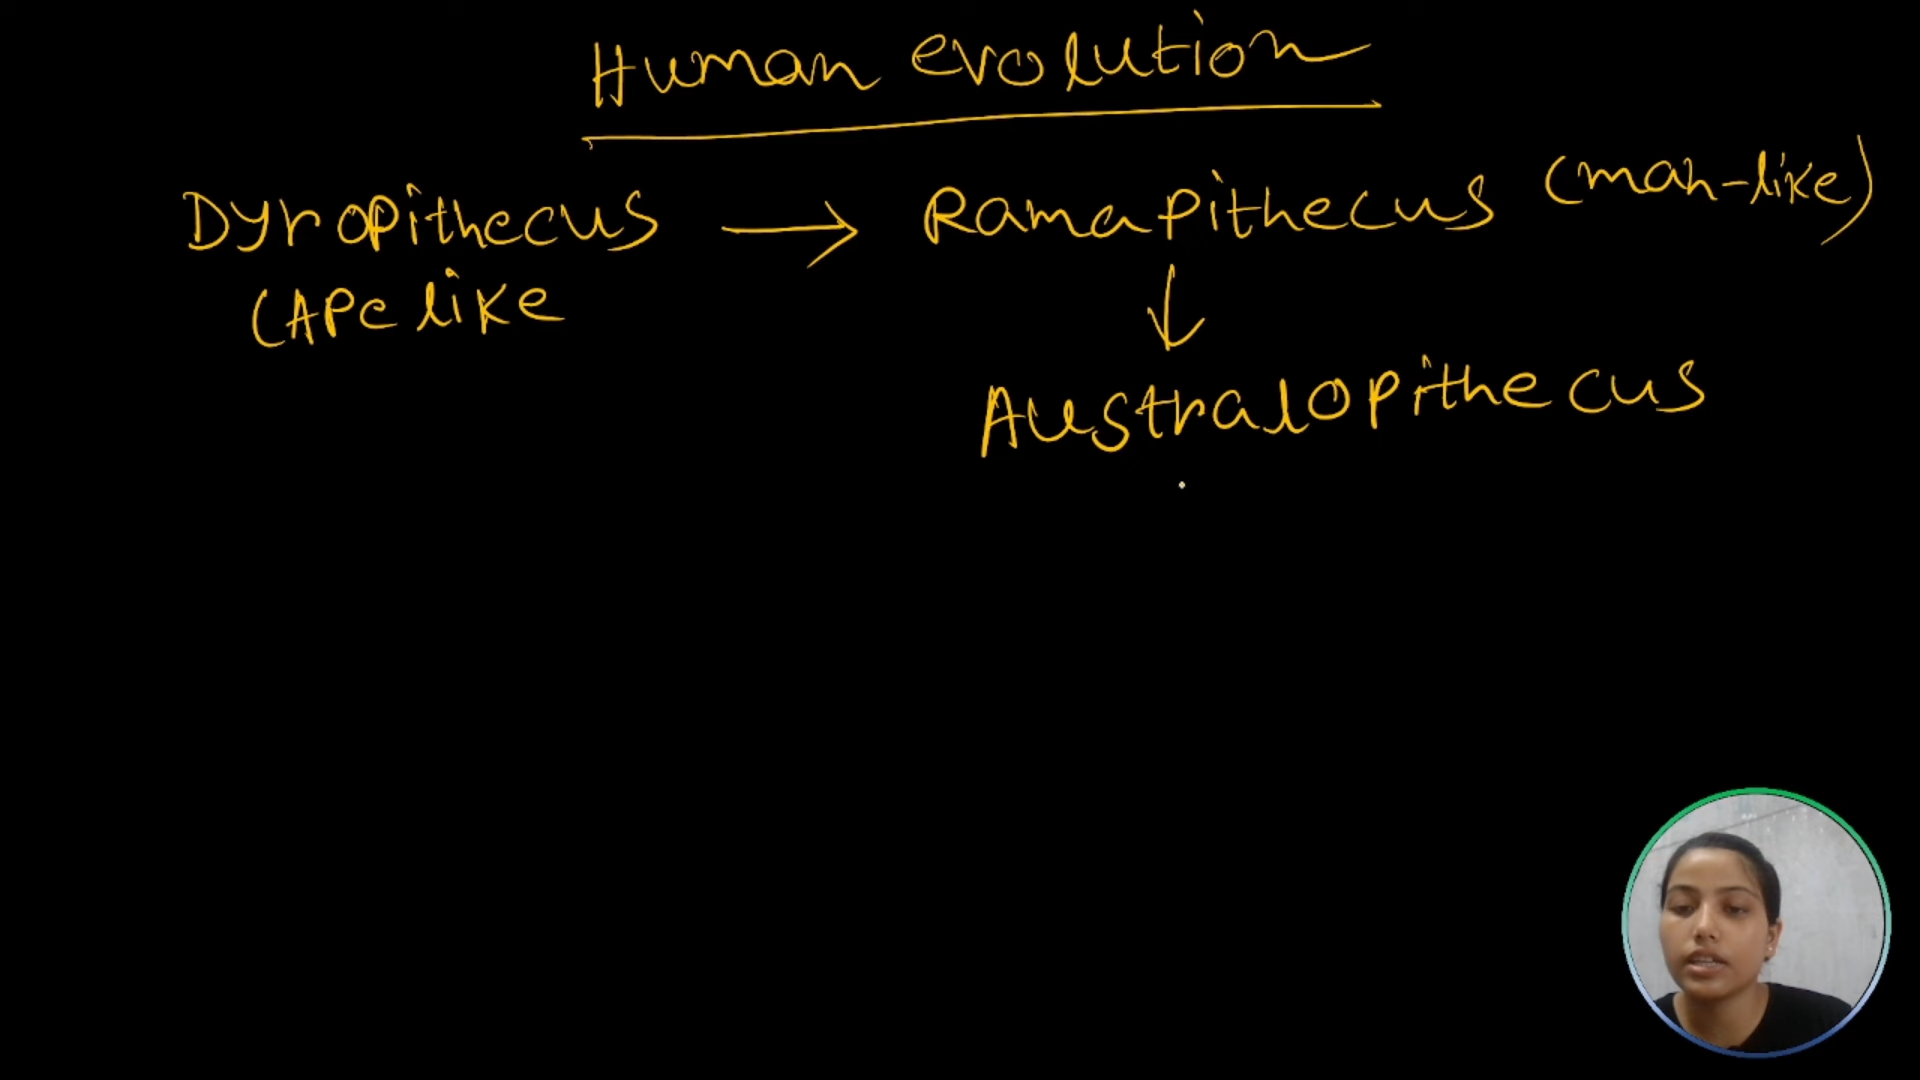 Human evolution
Dyropithecus → Ramapithecus (man-like)
(APe like
↓
Australopithecus